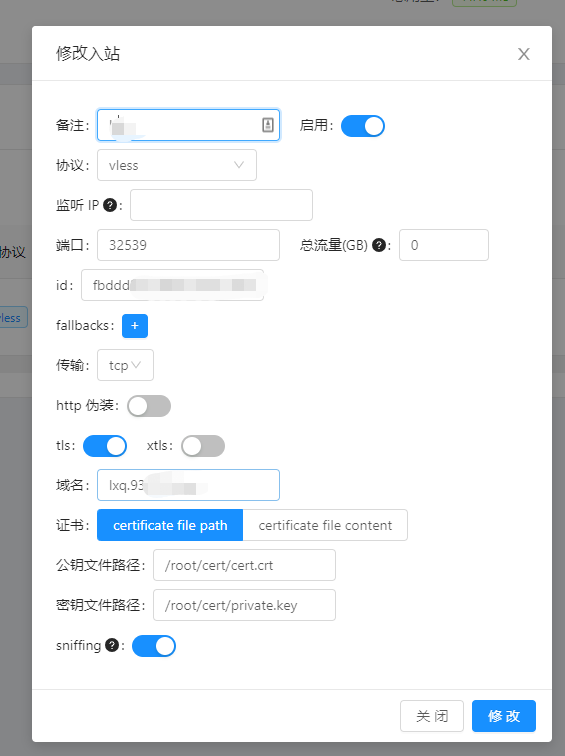 修改入站
备注: 启用:
协议: vless
监听 IP ?:
端口: 32539 总流量(GB) ?: 0
协议
id: fbddd
vless
fallbacks: +
传输: tcp
http 伪装:
tls: xtls:
域名: lxq.93
证书: certificate file path certificate file content
公钥文件路径: /root/cert/cert.crt
密钥文件路径: /root/cert/private.key
sniffing ?:
关 闭 修 改